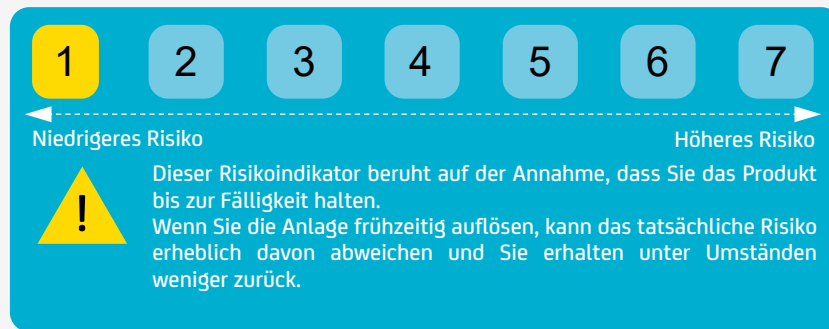 1 2 3 4 5 6 7
Niedrigeres Risiko Höheres Risiko
! Dieser Risikoindikator beruht auf der Annahme, dass Sie das Produkt
bis zur Fälligkeit halten.
Wenn Sie die Anlage frühzeitig auflösen, kann das tatsächliche Risiko
erheblich davon abweichen und Sie erhalten unter Umständen
weniger zurück.